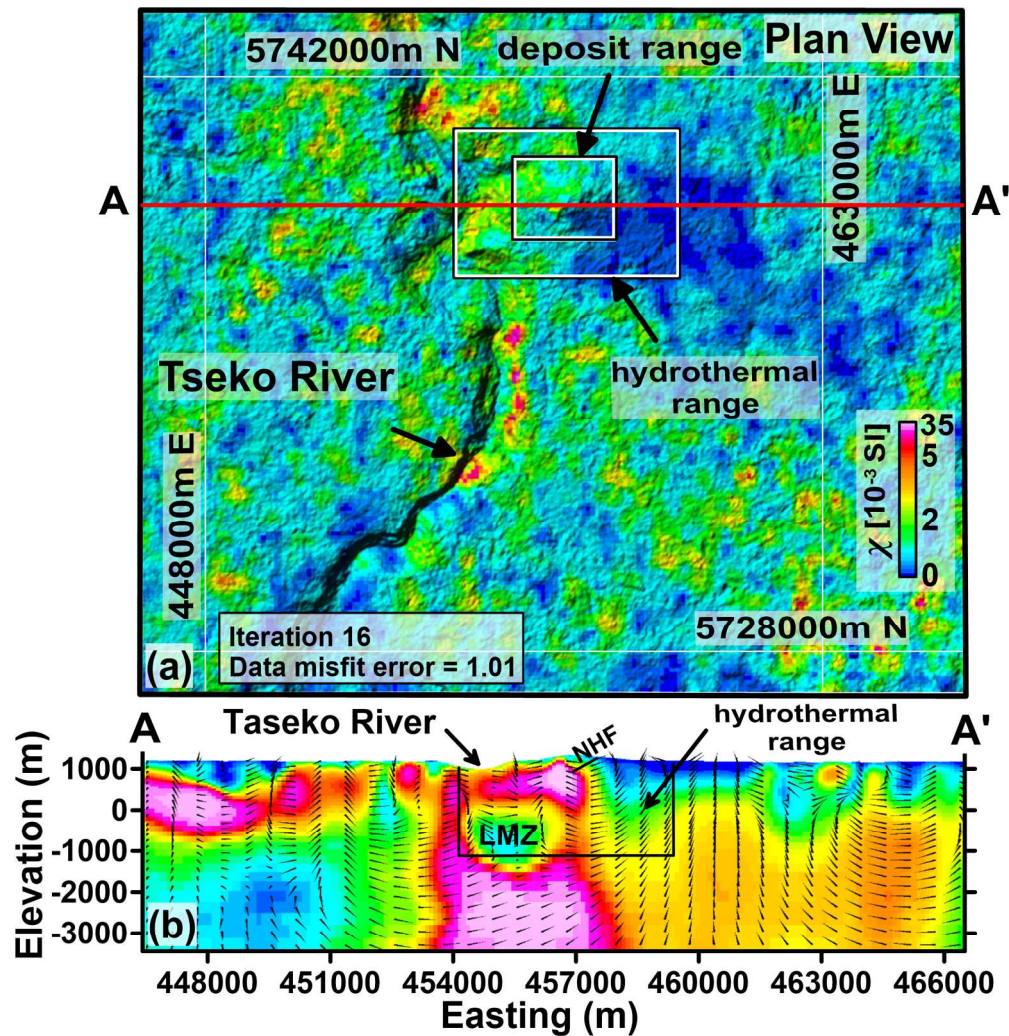 Plan View
5742000m N
deposit range
463000m E
A
A'
Tseko River
hydrothermal
range
448000m E
χ [10⁻³ SI]
35
5
2
0
5728000m N
Iteration 16
Data misfit error = 1.01
(a)
A
Taseko River
hydrothermal
range
A'
NHF
LMZ
Elevation (m)
1000
0
-1000
-2000
-3000
(b)
448000 451000 454000 457000 460000 463000 466000
Easting (m)